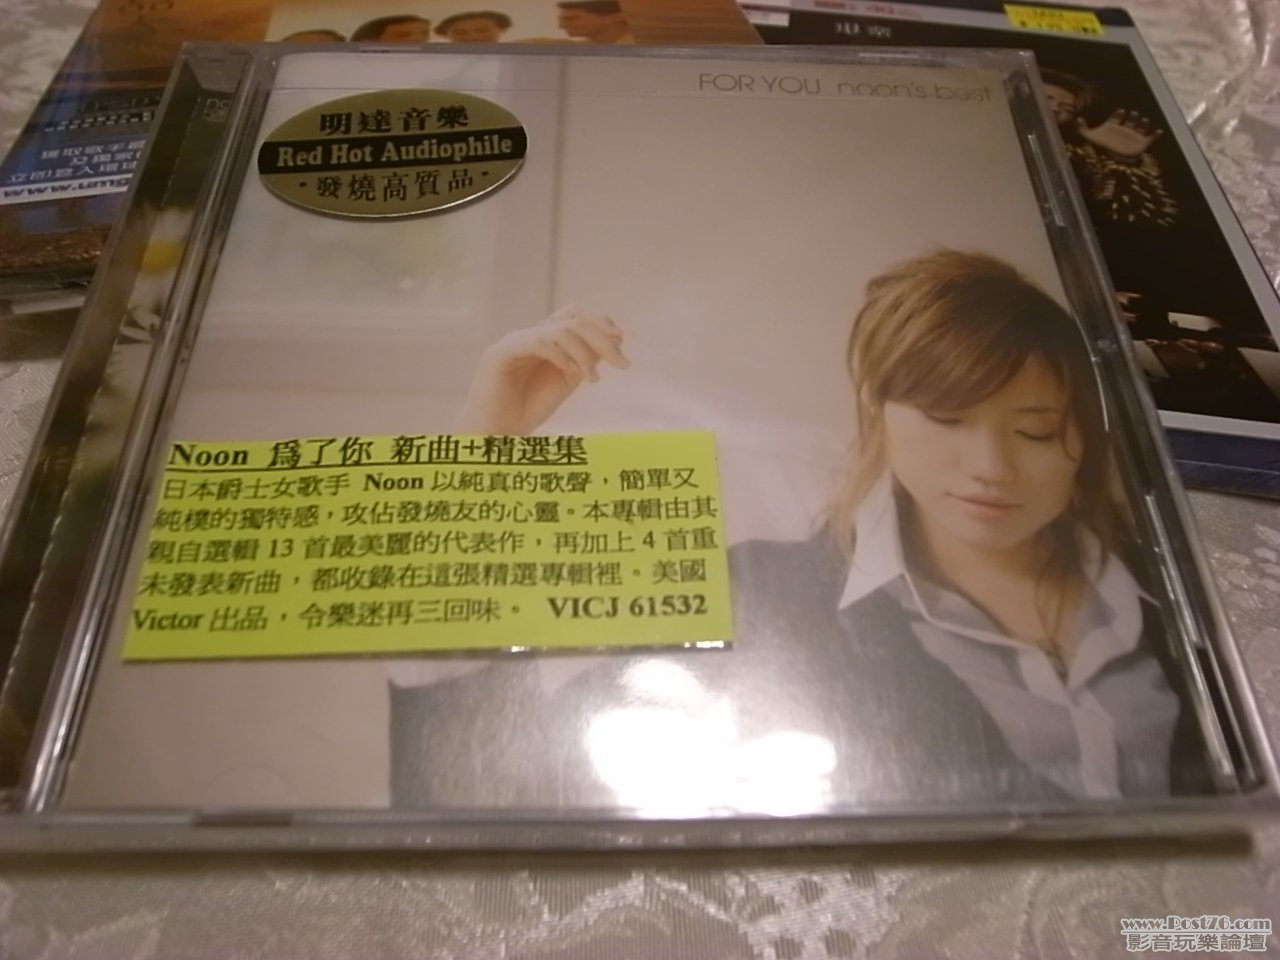 FOR YOU noon's best
明達音樂
Red Hot Audiophile
·發燒高質品·
Noon 爲了你 新曲+精選集
日本爵士女歌手 Noon 以純真的歌聲，簡單又
純樸的獨特感，攻佔發燒友的心靈。本專輯由其
親自選輯 13 首最美麗的代表作，再加上 4 首重
未發表新曲，都收錄在這張精選專輯裡。美國
Victor 出品，令樂迷再三回味。 VICJ 61532
www.Post76.com
影音玩樂論壇